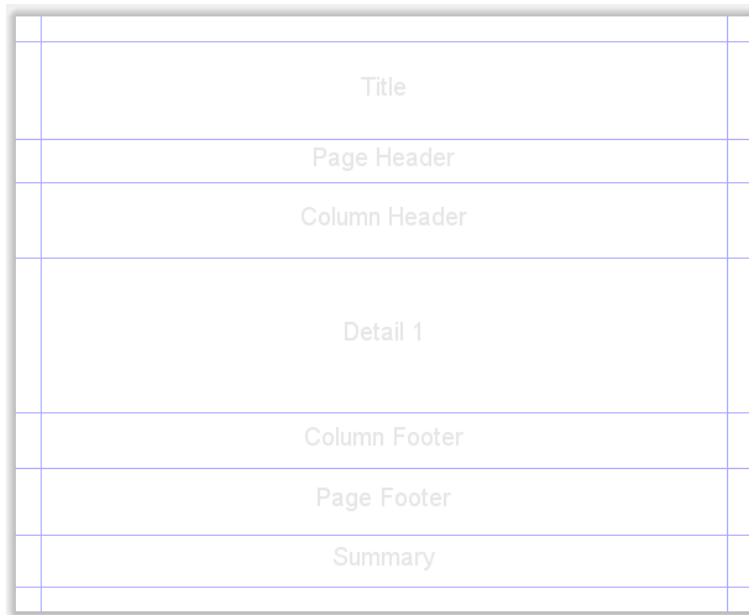 Title
Page Header
Column Header
Detail 1
Column Footer
Page Footer
Summary